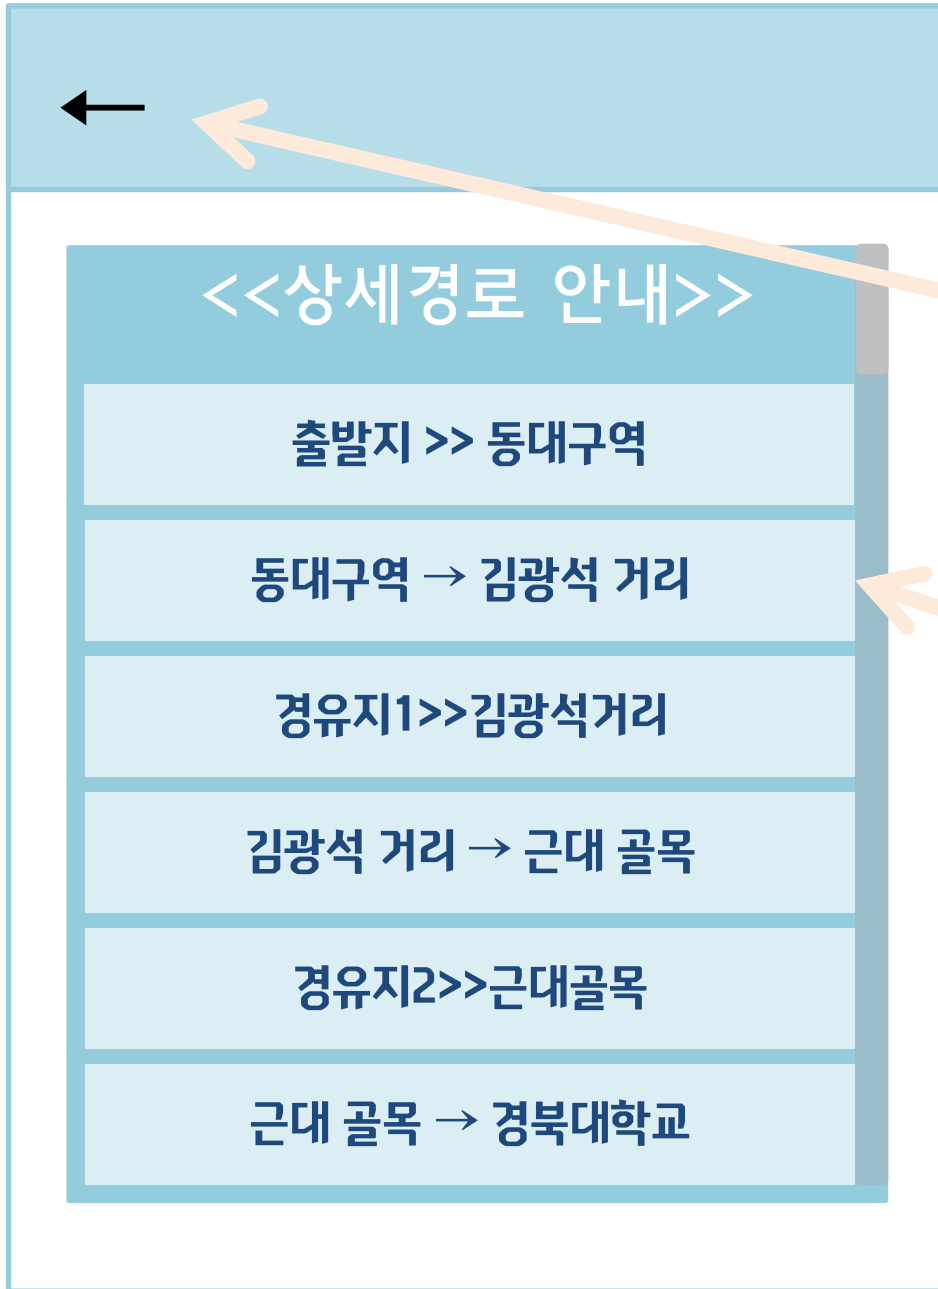 <<상세경로 안내>>
출발지 >> 동대구역
동대구역 → 김광석 거리
경유지1>>김광석거리
김광석 거리 → 근대 골목
경유지2>>근대골목
근대 골목 → 경북대학교